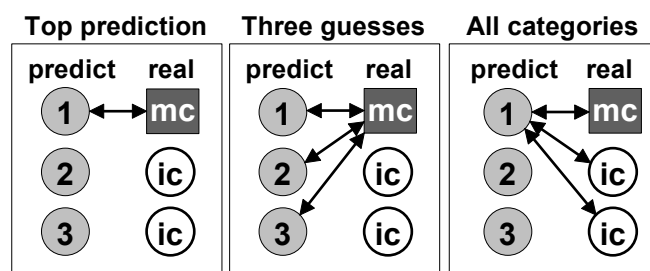 Top prediction Three guesses All categories
predict real predict real predict real
1 mc 1 mc 1 mc
2 ic 2 ic 2 ic
3 ic 3 ic 3 ic